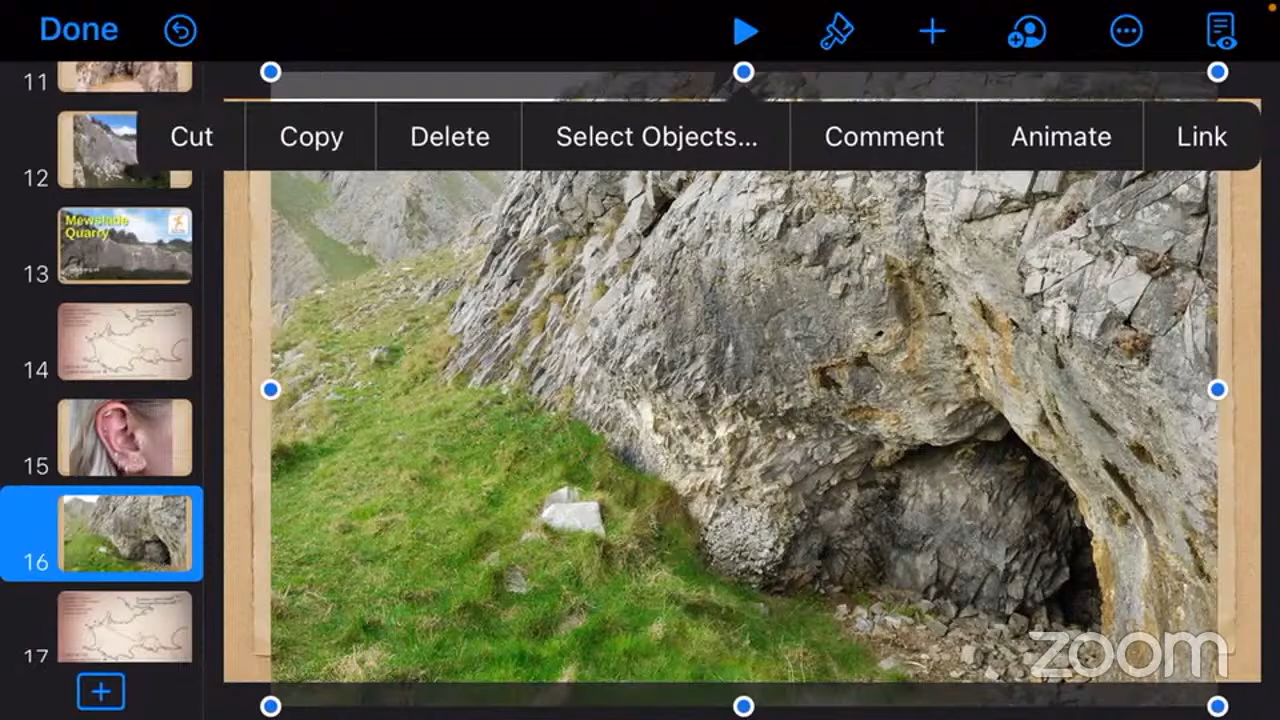 Done
11
12
13
14
15
16
17
Mewslade
Quarry
Cut
Copy
Delete
Select Objects...
Comment
Animate
Link
zoom